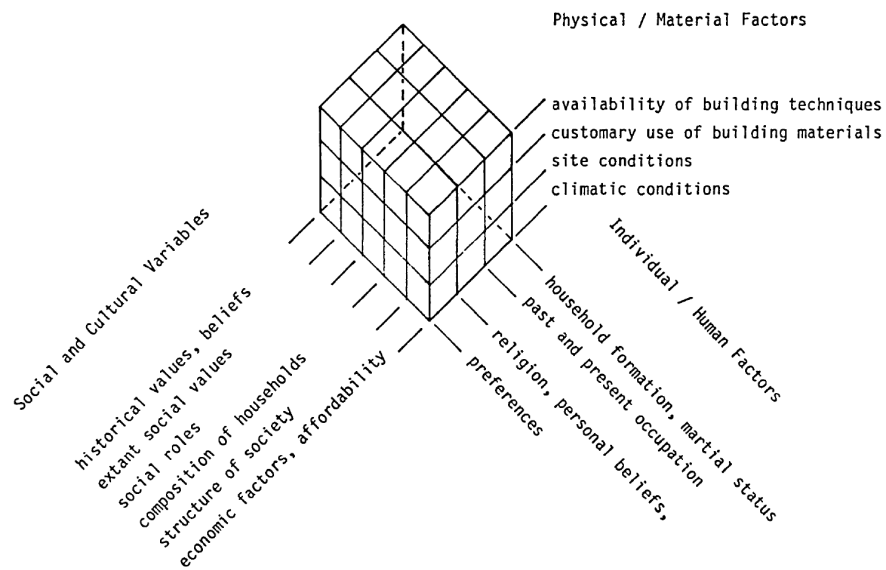 Physical / Material Factors
availability of building techniques
customary use of building materials
site conditions
climatic conditions
Individual / Human Factors
household formation, martial status
past and present occupation
religion, personal beliefs,
preferences
Social and Cultural Variables
historical values, beliefs
extant social values
social roles
composition of households
structure of society
economic factors, affordability